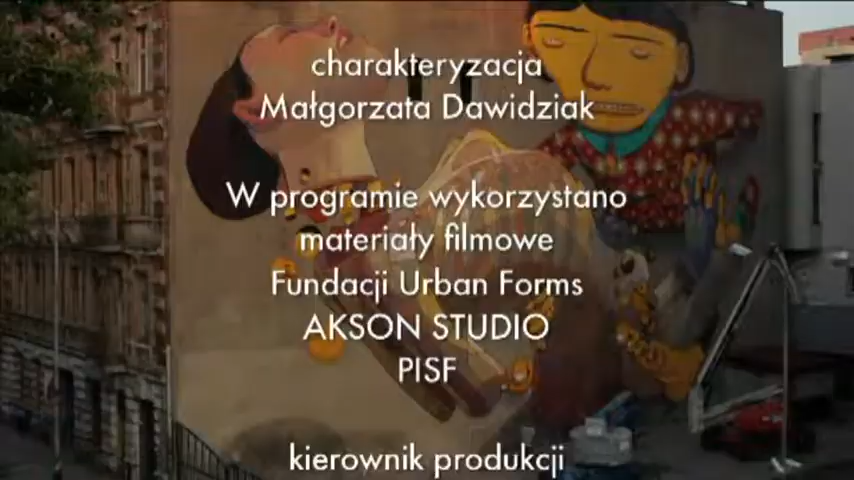 charakteryzacja
Małgorzata Dawidziak
W programie wykorzystano
materiały filmowe
Fundacji Urban Forms
AKSON STUDIO
PISF
kierownik produkcji